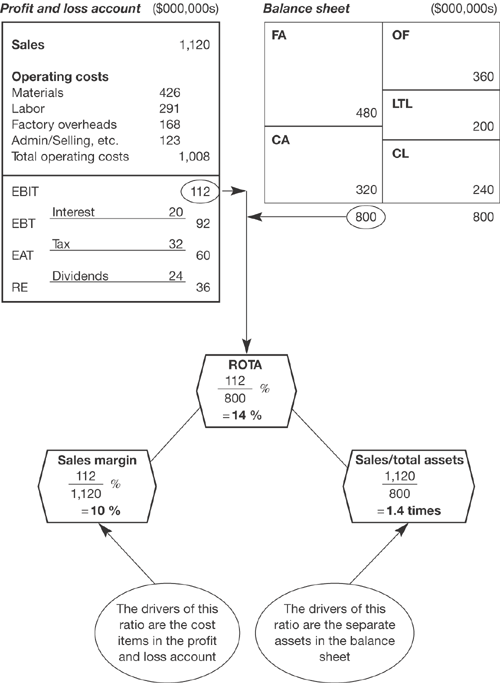 Profit and loss account ($000,000s)
Sales 1,120
Operating costs
Materials 426
Labor 291
Factory overheads 168
Admin/Selling, etc. 123
Total operating costs 1,008
EBIT 112
Interest 20
EBT 92
Tax 32
EAT 60
Dividends 24
RE 36
Balance sheet ($000,000s)
FA
480
CA
320
OF
360
LTL
200
CL
240
800 800
ROTA
112
800 %
=14 %
Sales margin
112
1,120 %
=10 %
Sales/total assets
1,120
800
=1.4 times
The drivers of this
ratio are the cost
items in the profit
and loss account
The drivers of this
ratio are the separate
assets in the balance
sheet